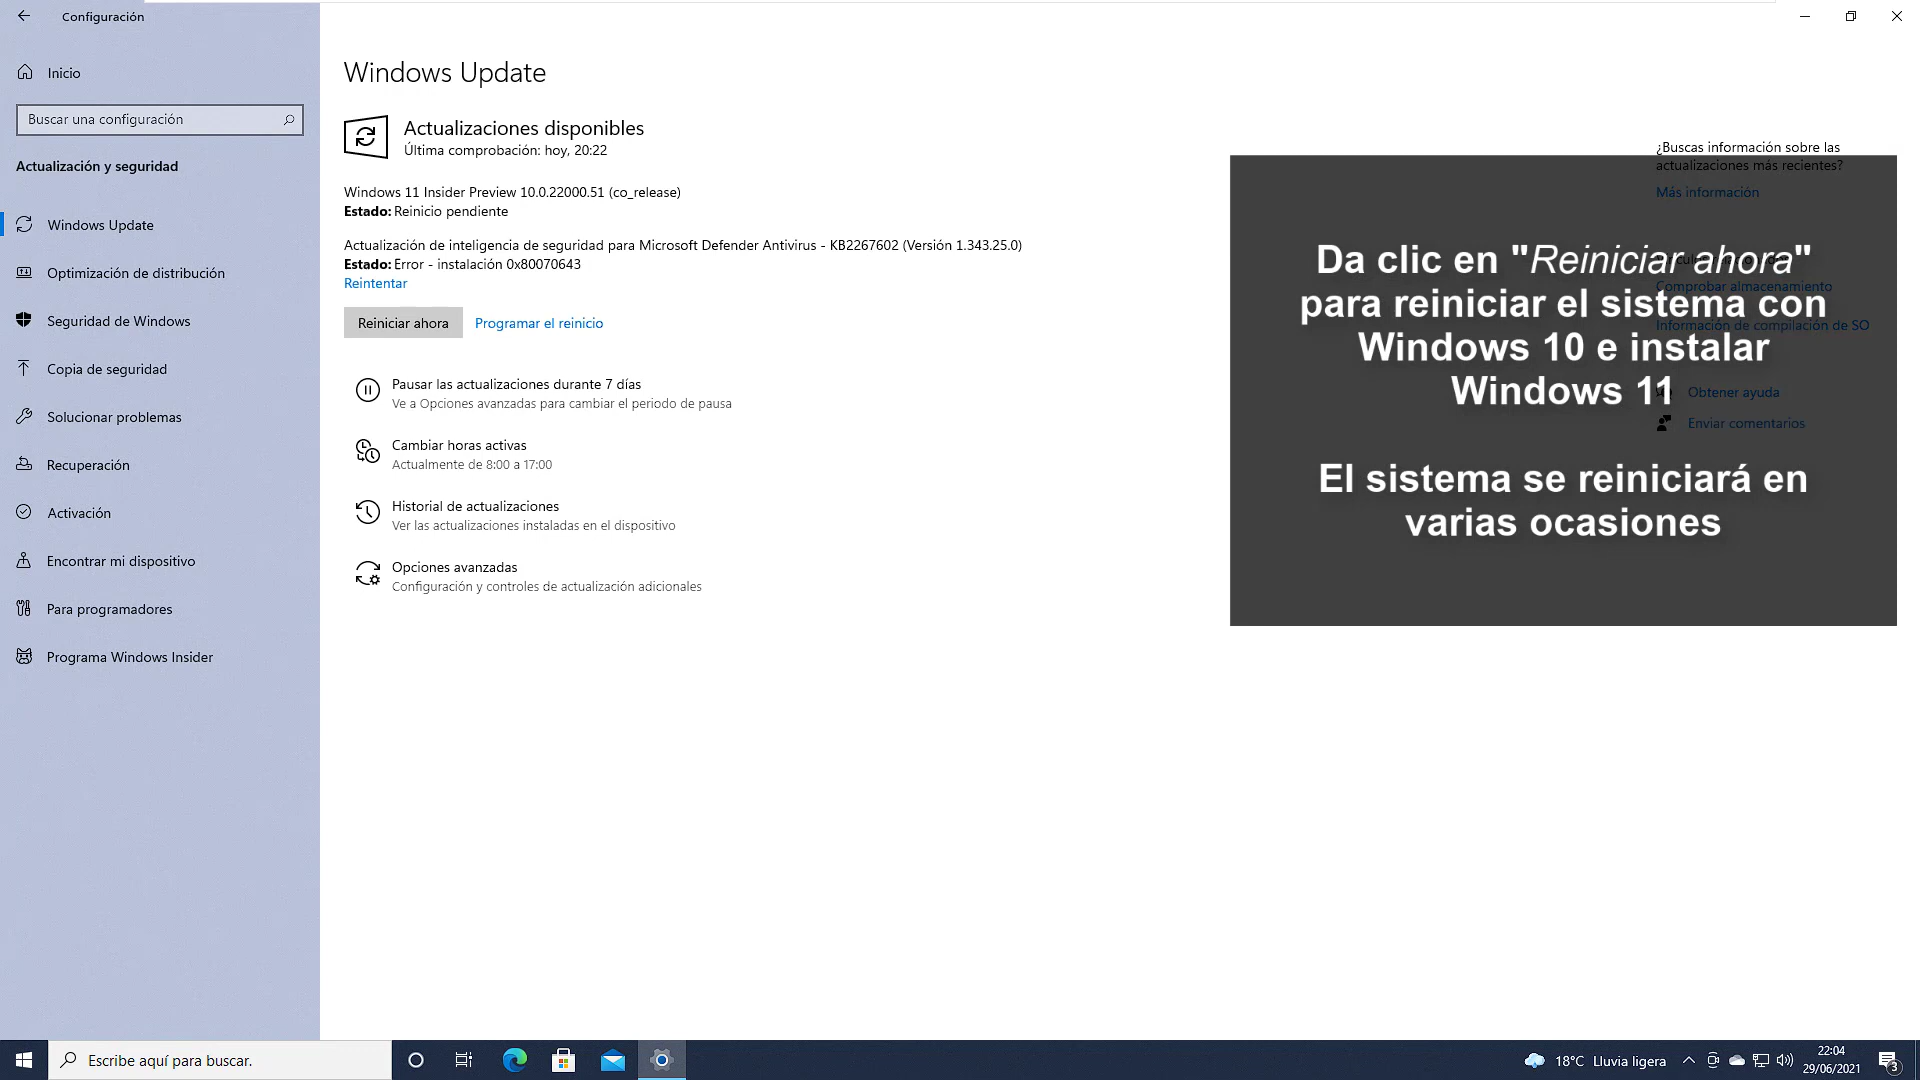 Configuración
Inicio
Buscar una configuración
Actualización y seguridad
Windows Update
Optimización de distribución
Seguridad de Windows
Copia de seguridad
Solucionar problemas
Recuperación
Activación
Encontrar mi dispositivo
Para programadores
Programa Windows Insider
Windows Update
Actualizaciones disponibles
Última comprobación: hoy, 20:22
Windows 11 Insider Preview 10.0.22000.51 (co_release)
Estado: Reinicio pendiente
Actualización de inteligencia de seguridad para Microsoft Defender Antivirus - KB2267602 (Versión 1.343.25.0)
Estado: Error - instalación 0x80070643
Reintentar
Reiniciar ahora Programar el reinicio
Pausar las actualizaciones durante 7 días
Ve a Opciones avanzadas para cambiar el periodo de pausa
Cambiar horas activas
Actualmente de 8:00 a 17:00
Historial de actualizaciones
Ver las actualizaciones instaladas en el dispositivo
Opciones avanzadas
Configuración y controles de actualización adicionales
¿Buscas información sobre las
actualizaciones más recientes?
Más información
Comprobar almacenamiento
Información de compilación de SO
Obtener ayuda
Enviar comentarios
Da clic en "Reiniciar ahora"
para reiniciar el sistema con
Windows 10 e instalar
Windows 11
El sistema se reiniciará en
varias ocasiones
Escribe aquí para buscar.
18°C Lluvia ligera
22:04
29/06/2021
3